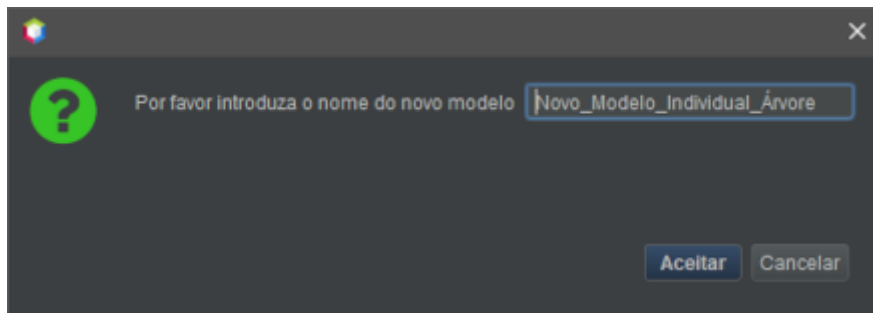 Por favor introduza o nome do novo modelo Novo_Modelo_Individual_Árvore
Aceitar Cancelar